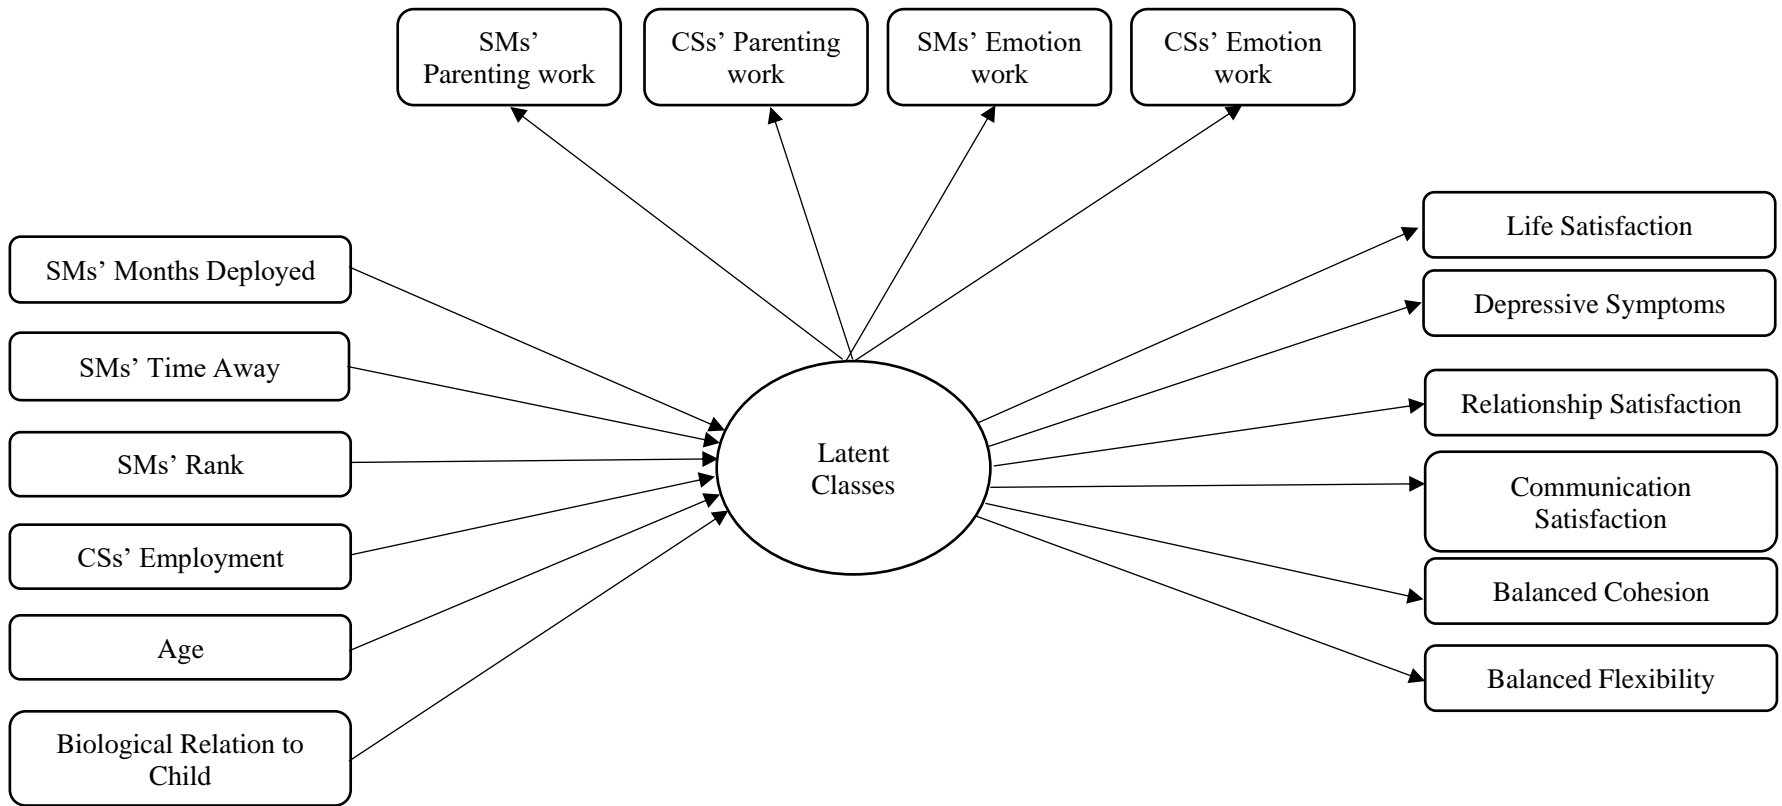 SMs’
Parenting work
CSs’ Parenting
work
SMs’ Emotion
work
CSs’ Emotion
work
SMs’ Months Deployed
SMs’ Time Away
SMs’ Rank
CSs’ Employment
Age
Biological Relation to
Child
Latent
Classes
Life Satisfaction
Depressive Symptoms
Relationship Satisfaction
Communication
Satisfaction
Balanced Cohesion
Balanced Flexibility